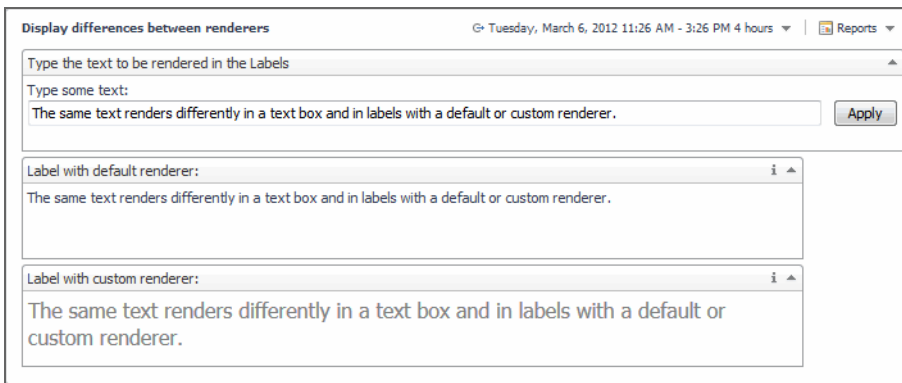 Display differences between renderers Tuesday, March 6, 2012 11:26 AM - 3:26 PM 4 hours Reports
Type the text to be rendered in the Labels
Type some text:
The same text renders differently in a text box and in labels with a default or custom renderer. Apply
Label with default renderer: i
The same text renders differently in a text box and in labels with a default or custom renderer.
Label with custom renderer: i
The same text renders differently in a text box and in labels with a default or
custom renderer.